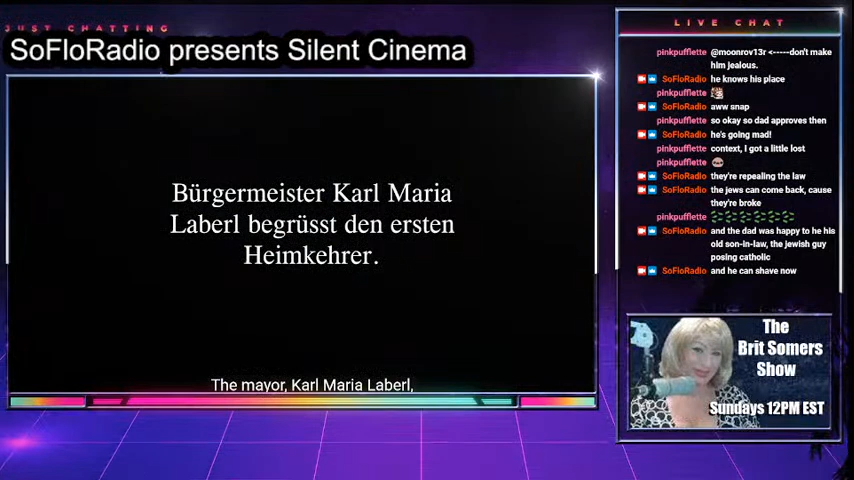 JUST CHATTING
SoFloRadio presents Silent Cinema
Bürgermeister Karl Maria
Laberl begrüsst den ersten
Heimkehrer.
The mayor, Karl Maria Laberl,
LIVE CHAT
pinkpufflette @moonrov13r <-----don't make
him jealous.
SoFloRadio he knows his place
pinkpufflette
SoFloRadio aww snap
pinkpufflette so okay so dad approves then
SoFloRadio he's going mad!
pinkpufflette context, I got a little lost
pinkpufflette
SoFloRadio they're repealing the law
SoFloRadio the jews can come back, cause
they're broke
pinkpufflette
SoFloRadio and the dad was happy to he his
old son-in-law, the jewish guy
posing catholic
SoFloRadio and he can shave now
The
Brit Somers
Show
Sundays 12PM EST